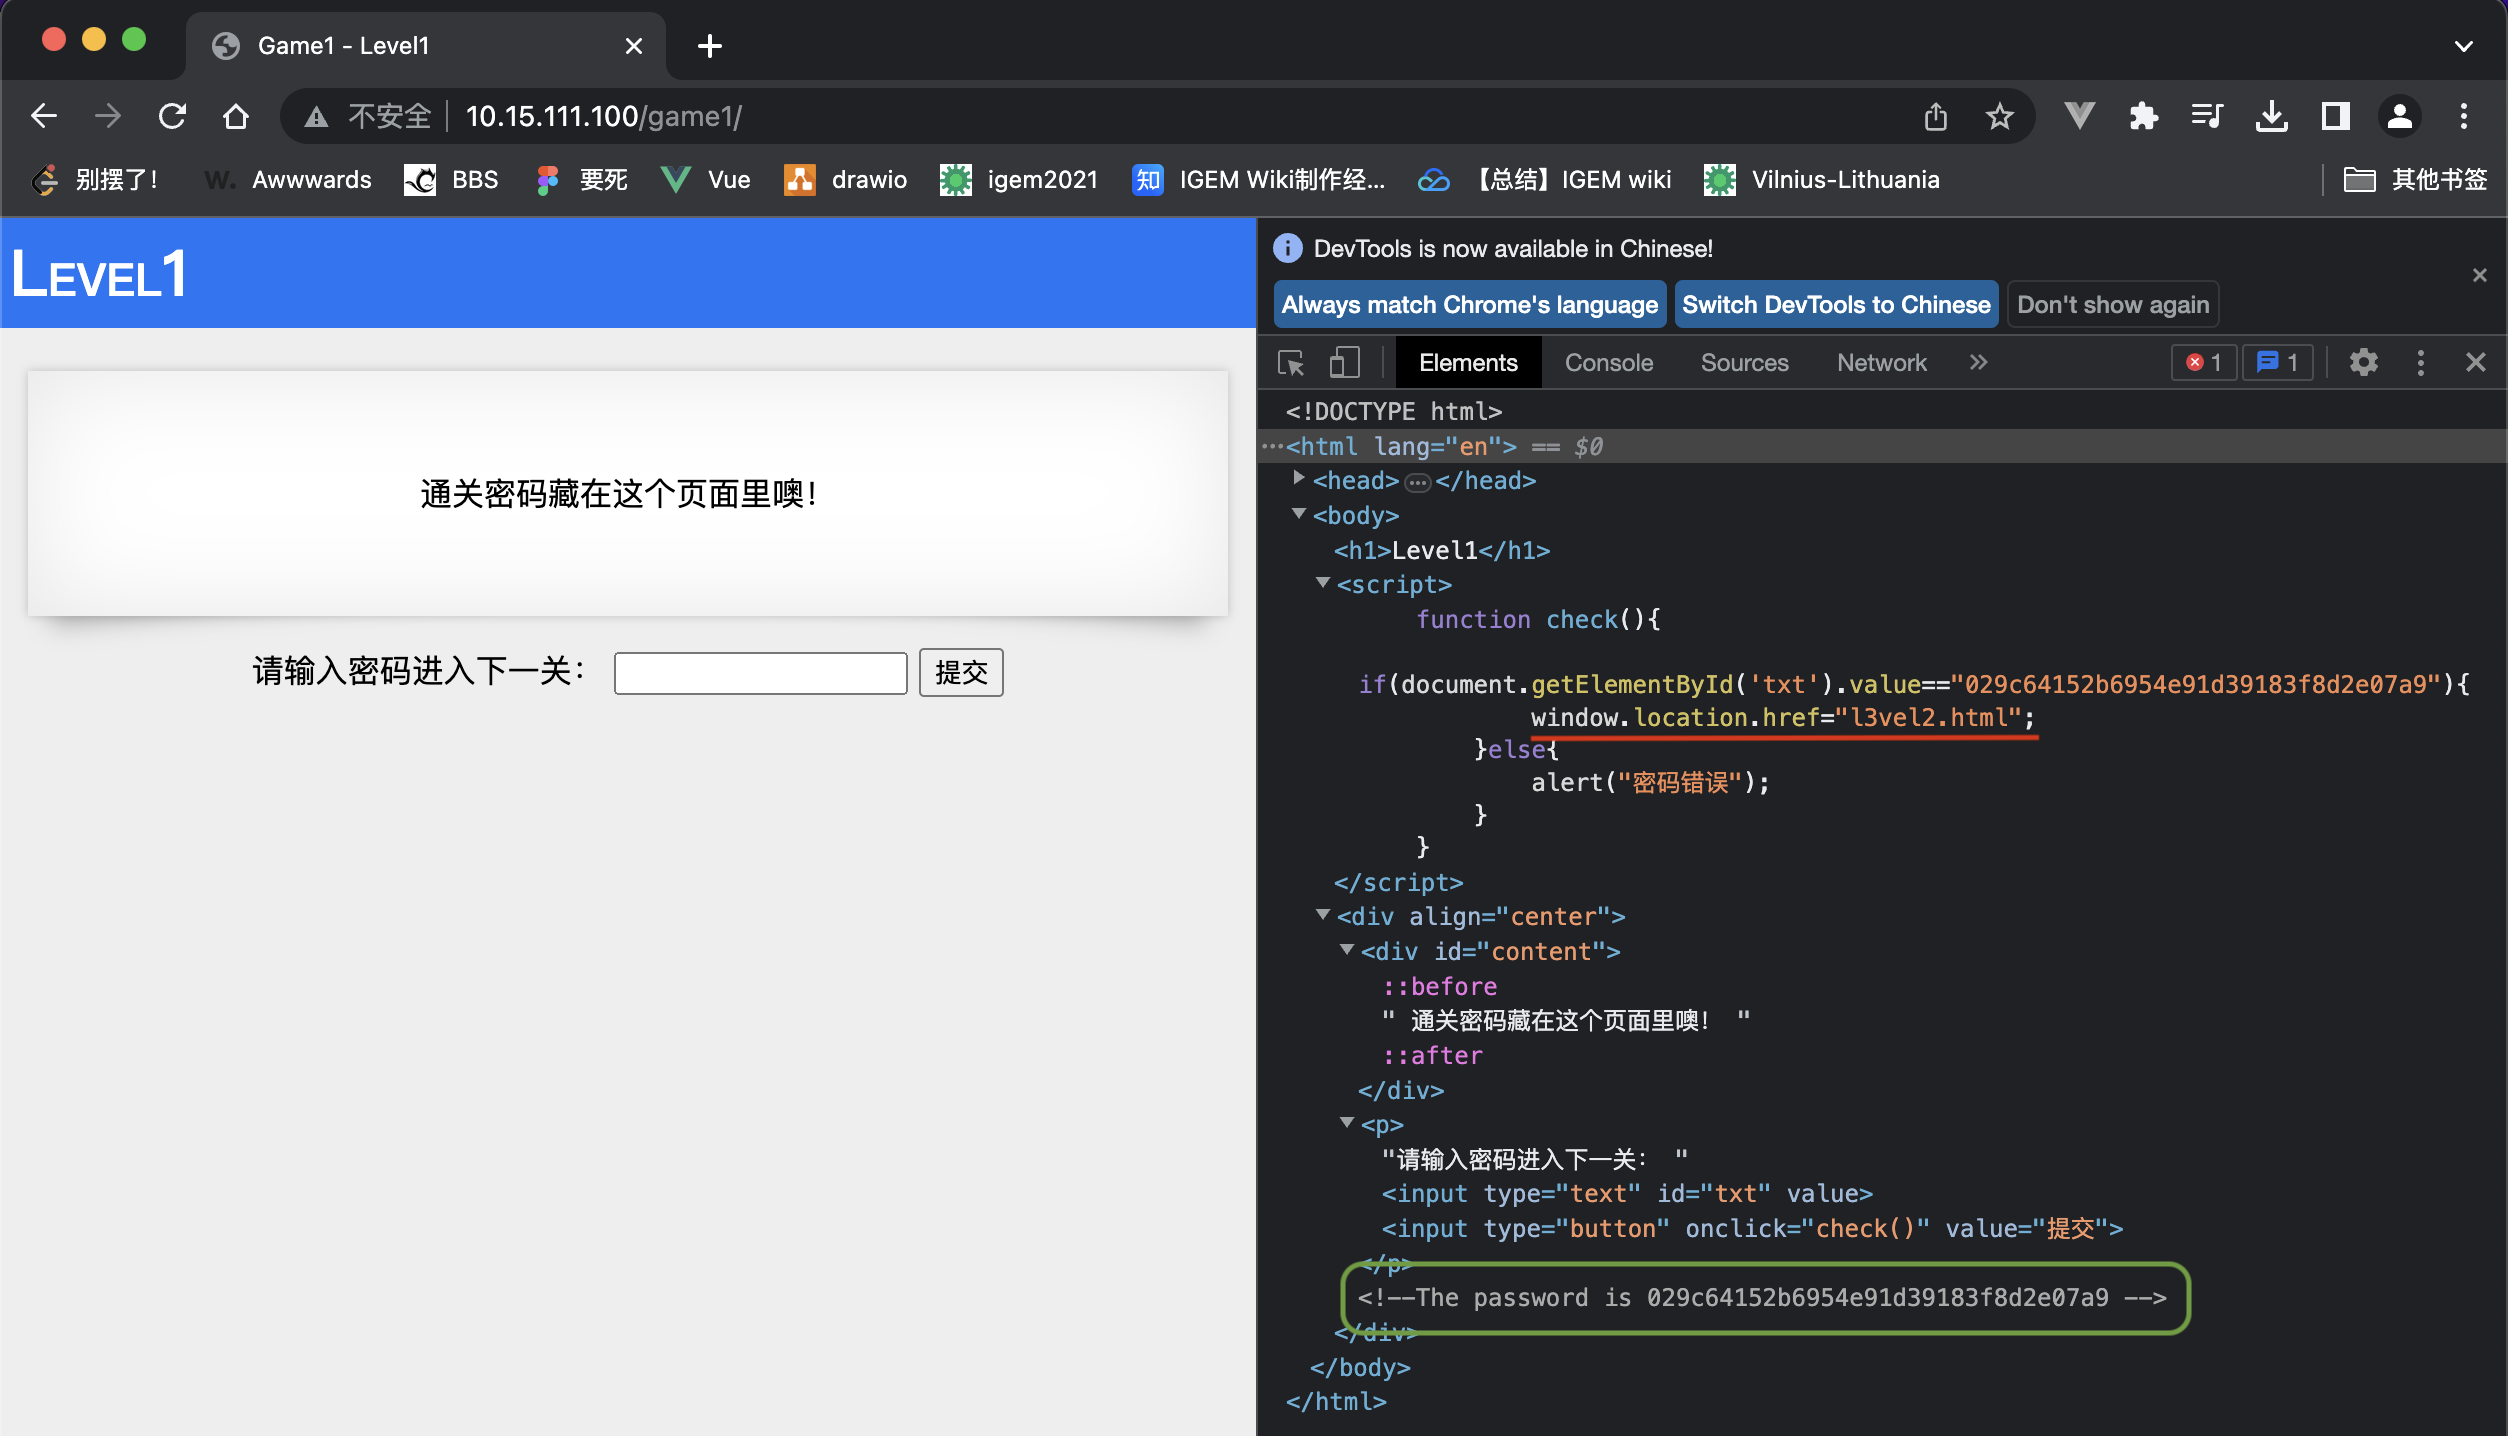 Game1 - Level1
不安全
10.15.111.100/game1/
别摆了！
W. Awwwards
BBS
要死
Vue
drawio
igem2021
知 IGEM Wiki制作经...
【总结】IGEM wiki
Vilnius-Lithuania
其他书签
LEVEL1
通关密码藏在这个页面里噢！
请输入密码进入下一关：
提交
DevTools is now available in Chinese!
Always match Chrome's language
Switch DevTools to Chinese
Don't show again
Elements
Console
Sources
Network
1
1
<!DOCTYPE html>
<html lang="en"> == $0
<head>…</head>
<body>
<h1>Level1</h1>
<script>
function check(){
if(document.getElementById('txt').value=="029c64152b6954e91d39183f8d2e07a9"){
window.location.href="l3vel2.html";
}else{
alert("密码错误");
}
}
</script>
<div align="center">
<div id="content">
::before
" 通关密码藏在这个页面里噢！ "
::after
</div>
<p>
"请输入密码进入下一关： "
<input type="text" id="txt" value>
<input type="button" onclick="check()" value="提交">
</p>
<!--The password is 029c64152b6954e91d39183f8d2e07a9 -->
</div>
</body>
</html>